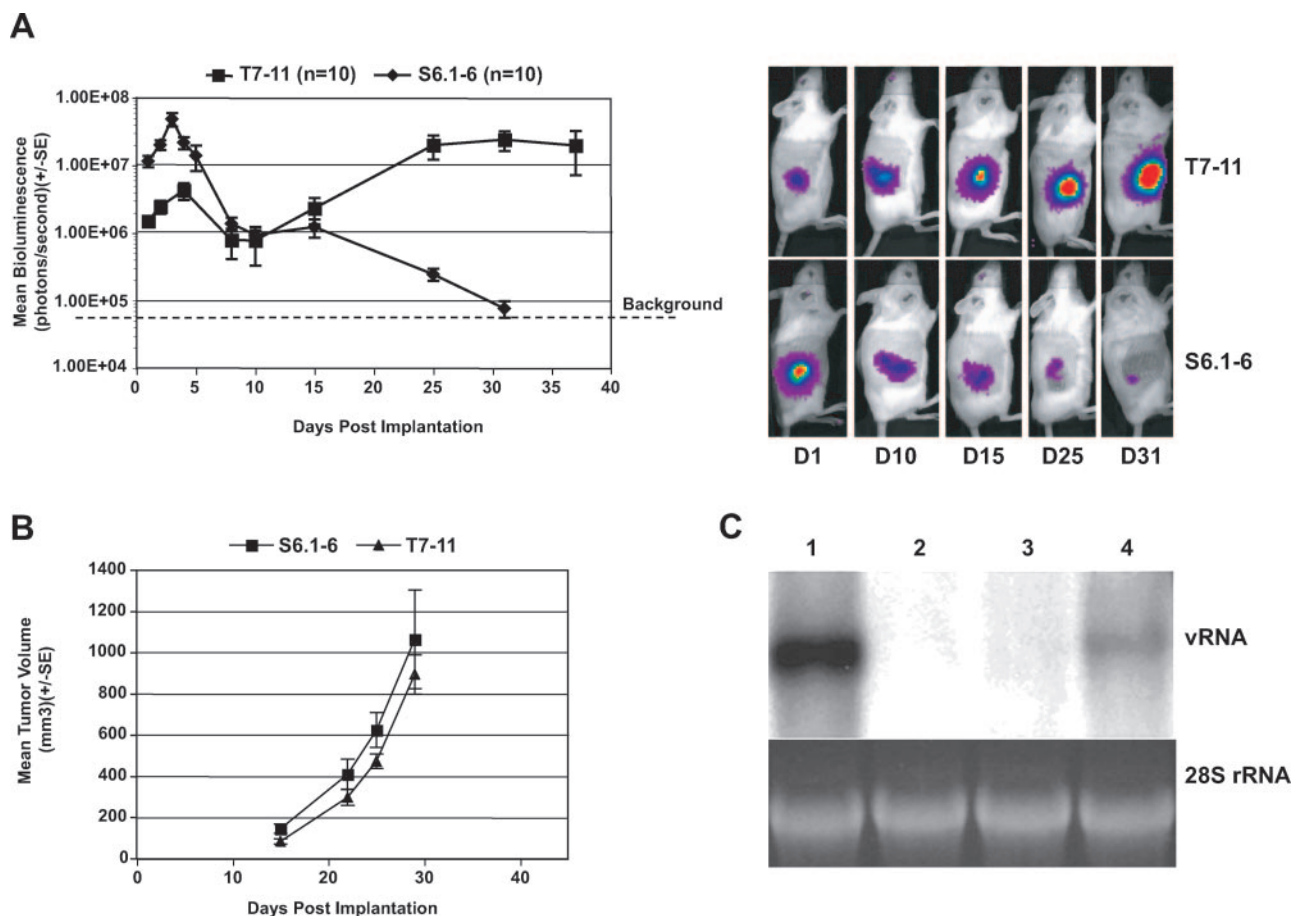 A
T7-11 (n=10) S6.1-6 (n=10)
Mean Bioluminescence
(photons/second)(+/-SE)
1.00E+08
1.00E+07
1.00E+06
1.00E+05
1.00E+04
Background
0 5 10 15 20 25 30 35 40
Days Post Implantation
T7-11
S6.1-6
D1 D10 D15 D25 D31
B
S6.1-6 T7-11
Mean Tumor Volume
(mm3)(+/-SE)
1400
1200
1000
800
600
400
200
0
0 10 20 30 40
Days Post Implantation
C
1 2 3 4
vRNA
28S rRNA